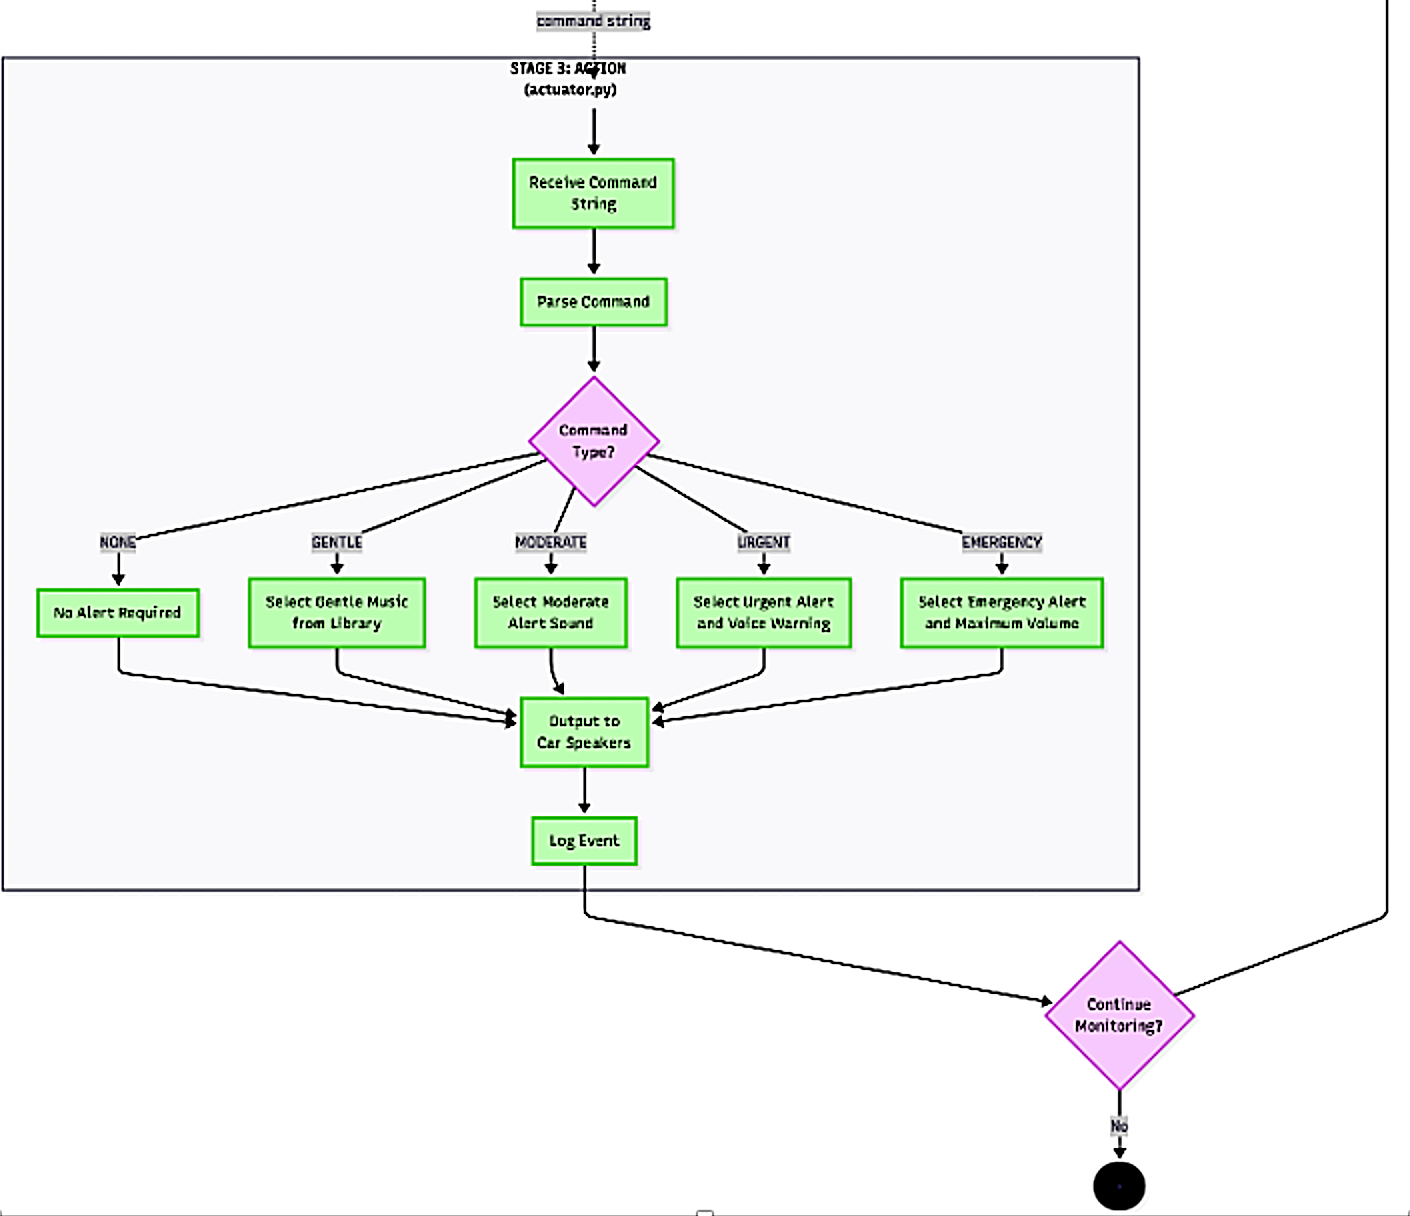 command string
STAGE 3: ACTION
(actuator.py)
Receive Command
String
Parse Command
Command
Type?
NONE
GENTLE
MODERATE
URGENT
EMERGENCY
No Alert Required
Select Gentle Music
from Library
Select Moderate
Alert Sound
Select Urgent Alert
and Voice Warning
Select Emergency Alert
and Maximum Volume
Output to
Car Speakers
Log Event
Continue
Monitoring?
No